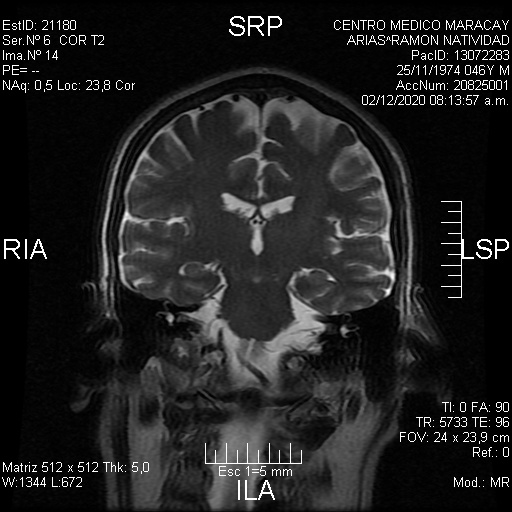 EstID: 21180
Ser.Nº 6 COR T2
Ima.Nº 14
PE= --
NAq: 0,5 Loc: 23,8 Cor
SRP
CENTRO MEDICO MARACAY
ARIAS^RAMON NATIVIDAD
PacID: 13072283
25/11/1974 046Y M
AccNum: 20825001
02/12/2020 08:13:57 a.m.
RIA
LSP
Matriz 512 x 512 Thk: 5,0
W:1344 L:672
Esc 1=5 mm
ILA
TI: 0 FA: 90
TR: 5733 TE: 96
FOV: 24 x 23,9 cm
Ref.: 0
Mod.: MR